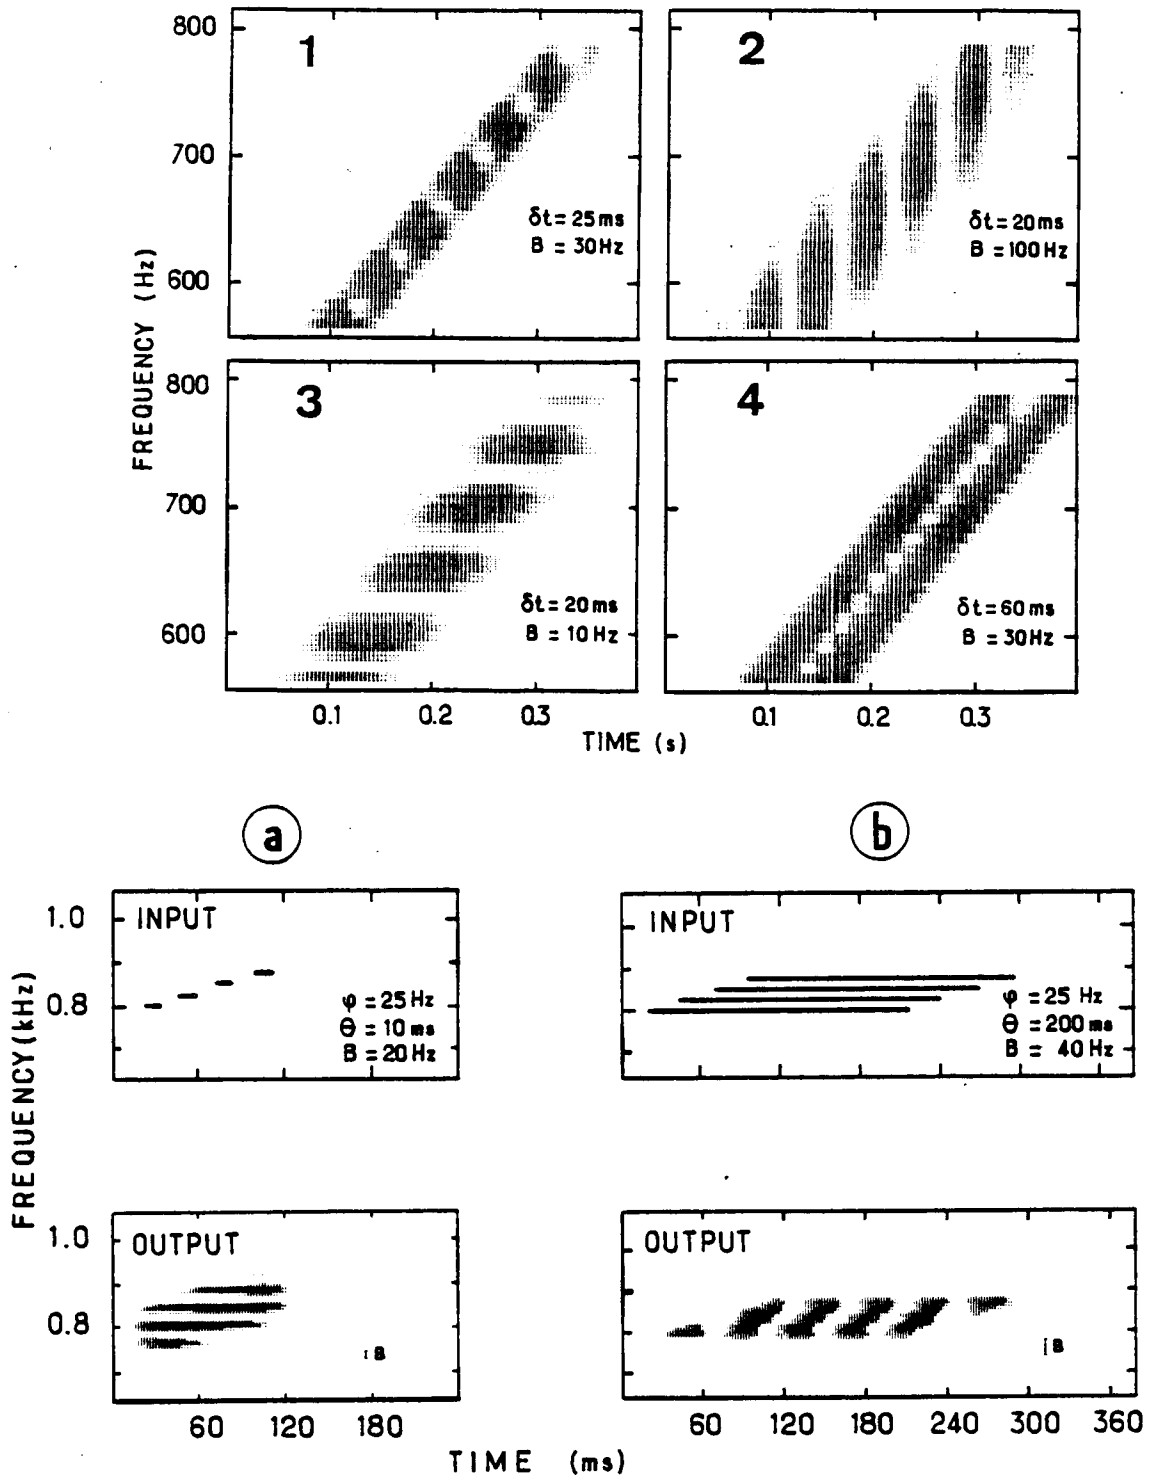 800
700
600
FREQUENCY (Hz)
1
δt = 25 ms
B = 30 Hz
2
δt = 20 ms
B = 100 Hz
800
700
600
3
δt = 20 ms
B = 10 Hz
4
δt = 60 ms
B = 30 Hz
0.1 0.2 0.3
0.1 0.2 0.3
TIME (s)
a
b
FREQUENCY (kHz)
1.0
0.8
INPUT
φ = 25 Hz
Θ = 10 ms
B = 20 Hz
INPUT
φ = 25 Hz
Θ = 200 ms
B = 40 Hz
1.0
0.8
OUTPUT
B
OUTPUT
B
60 120 180
60 120 180 240 300 360
TIME (ms)